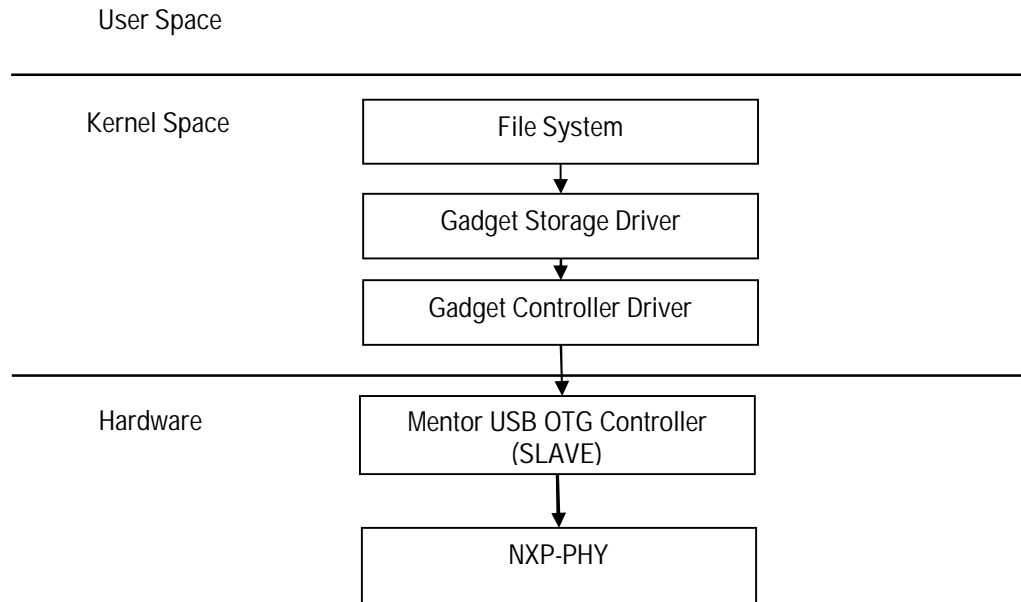 User Space
Kernel Space
File System
Gadget Storage Driver
Gadget Controller Driver
Hardware
Mentor USB OTG Controller
(SLAVE)
NXP-PHY